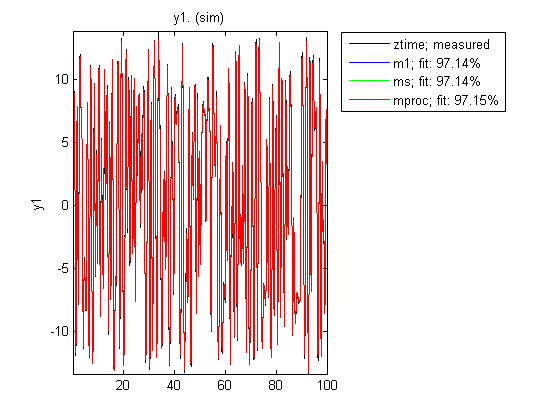 y1. (sim)
ztime; measured
m1; fit: 97.14%
ms; fit: 97.14%
mproc; fit: 97.15%
10
5
0
-5
-10
y1
20
40
60
80
100